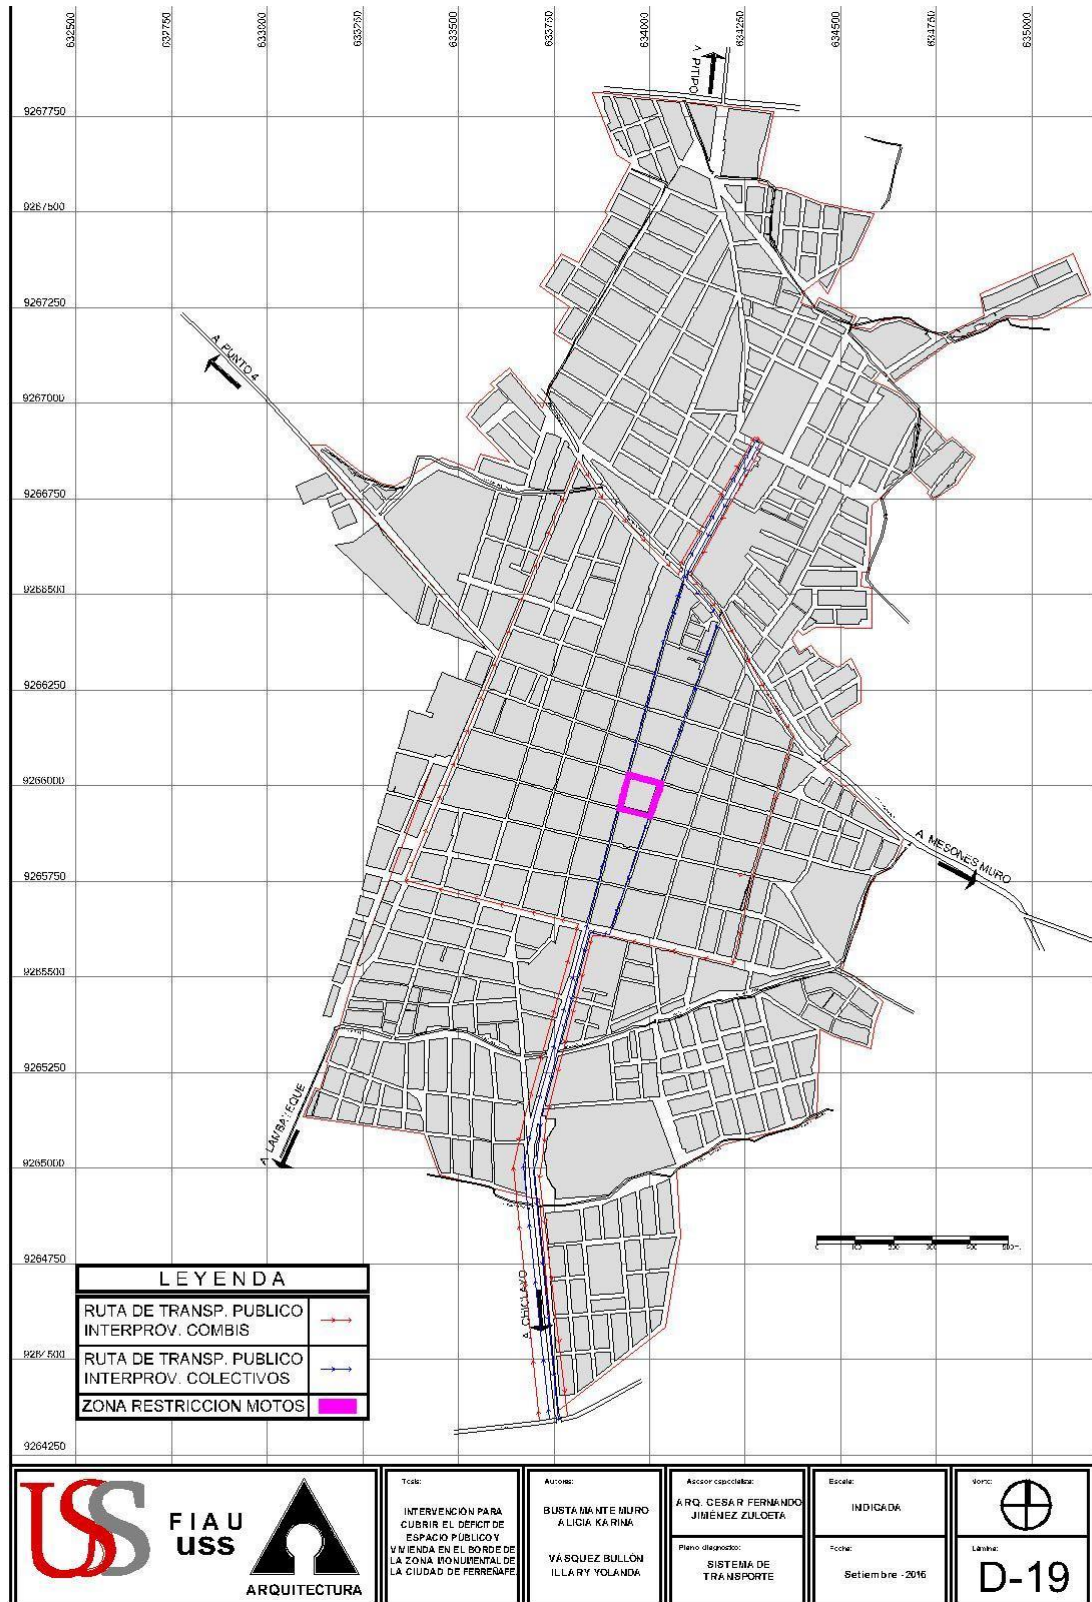 632500
632750
633000
633250
633500
633750
634000
634250
634500
634750
635000
A. PITIPO
9267750
9267500
9267250
A. PUNTO 4
9267000
9266750
9266500
9266250
9266000
A. MESONES MURO
9265750
9265500
9265250
A. LAMBAYEQUE
9265000
9264750
A. CHICLAYO
9264500
9264250
LEYENDA
RUTA DE TRANSP. PUBLICO
INTERPROV. COMBIS
RUTA DE TRANSP. PUBLICO
INTERPROV. COLECTIVOS
ZONA RESTRICCION MOTOS
USS
FIAU
USS
ARQUITECTURA
Tesis:
INTERVENCIÓN PARA
CUBRIR EL DÉFICIT DE
ESPACIO PÚBLICO Y
VIVIENDA EN EL BORDE DE
LA ZONA MONUMENTAL DE
LA CIUDAD DE FERREÑAFE.
Autores:
BUSTAMANTE MURO
ALICIA KARINA
VÁSQUEZ BULLÓN
ILLARY YOLANDA
Asesor especialista:
ARQ. CESAR FERNANDO
JIMÉNEZ ZULOETA
Plano diagnostico:
SISTEMA DE
TRANSPORTE
Escala:
INDICADA
Fecha:
Setiembre -2016
Norte:
Lámina:
D-19